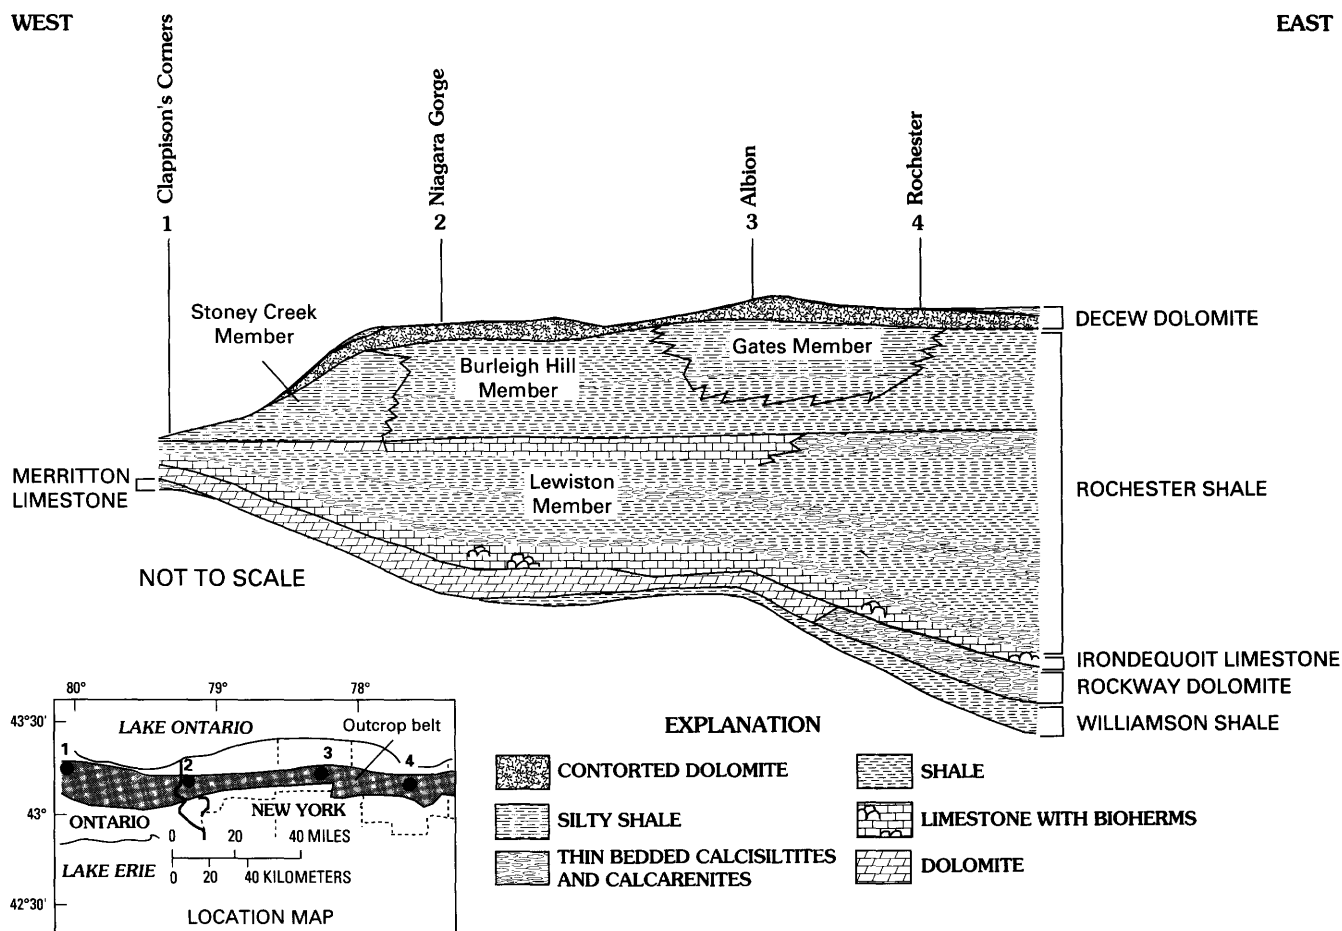 WEST
EAST
Clappison's Corners
1
Niagara Gorge
2
Albion
3
Rochester
4
Stoney Creek
Member
Burleigh Hill
Member
Gates Member
Lewiston
Member
DECEW DOLOMITE
ROCHESTER SHALE
IRONDEQUOIT LIMESTONE
ROCKWAY DOLOMITE
WILLIAMSON SHALE
MERRITTON
LIMESTONE
NOT TO SCALE
80° 79° 78°
43°30'
43°
42°30'
LAKE ONTARIO
Outcrop belt
1
2
3
4
ONTARIO
NEW YORK
LAKE ERIE
0 20 40 MILES
0 20 40 KILOMETERS
LOCATION MAP
EXPLANATION
CONTORTED DOLOMITE
SILTY SHALE
THIN BEDDED CALCISILTITES
AND CALCARENITES
SHALE
LIMESTONE WITH BIOHERMS
DOLOMITE